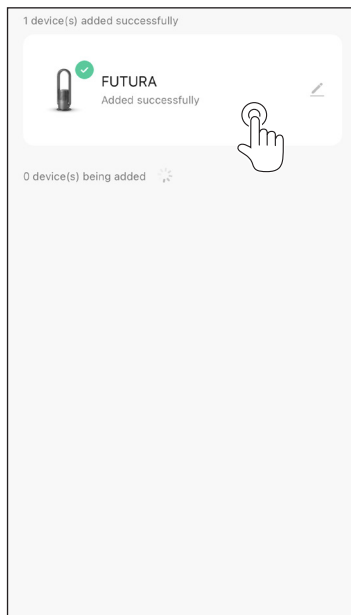 1 device(s) added successfully
FUTURA
Added successfully
0 device(s) being added